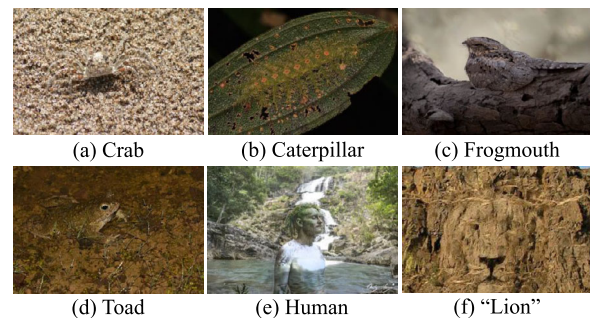 (a) Crab
(b) Caterpillar
(c) Frogmouth
(d) Toad
(e) Human
(f) “Lion”